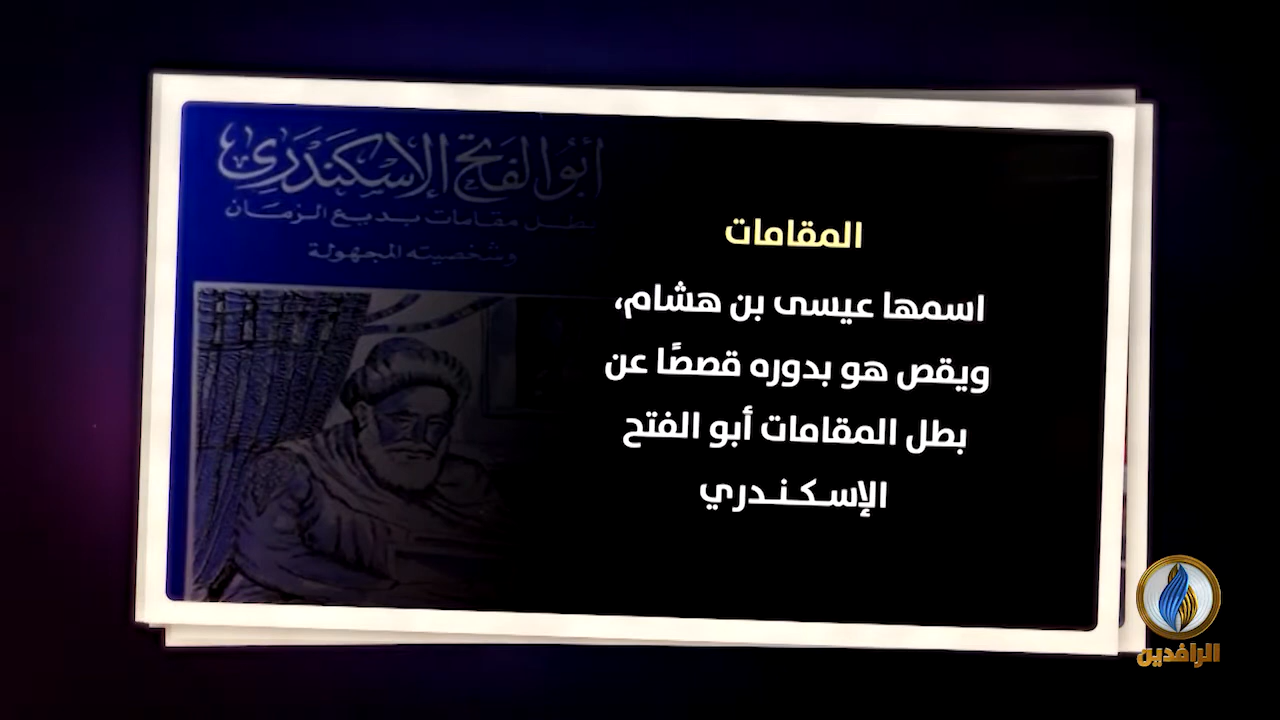 أبو الفتح الإسكندري
بطل مقامات بديع الزمان
وشخصيته المجهولة
المقامات
اسمها عيسى بن هشام،
ويقص هو بدوره قصصًا عن
بطل المقامات أبو الفتح
الإسكندري
الرافدين